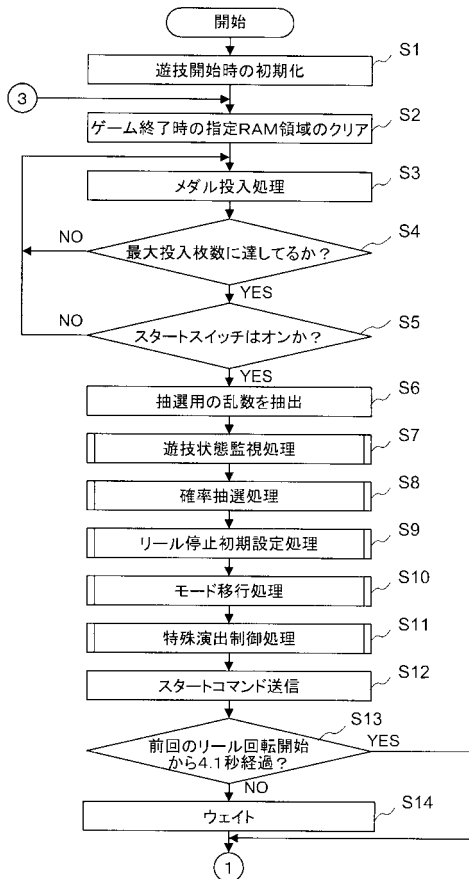 開始
S1
遊技開始時の初期化
3
S2
ゲーム終了時の指定RAM領域のクリア
S3
メダル投入処理
S4
NO
最大投入枚数に達してるか？
YES
S5
NO
スタートスイッチはオンか？
YES
S6
抽選用の乱数を抽出
S7
遊技状態監視処理
S8
確率抽選処理
S9
リール停止初期設定処理
S10
モード移行処理
S11
特殊演出制御処理
S12
スタートコマンド送信
S13
前回のリール回転開始
から4.1秒経過？
YES
NO
S14
ウェイト
1